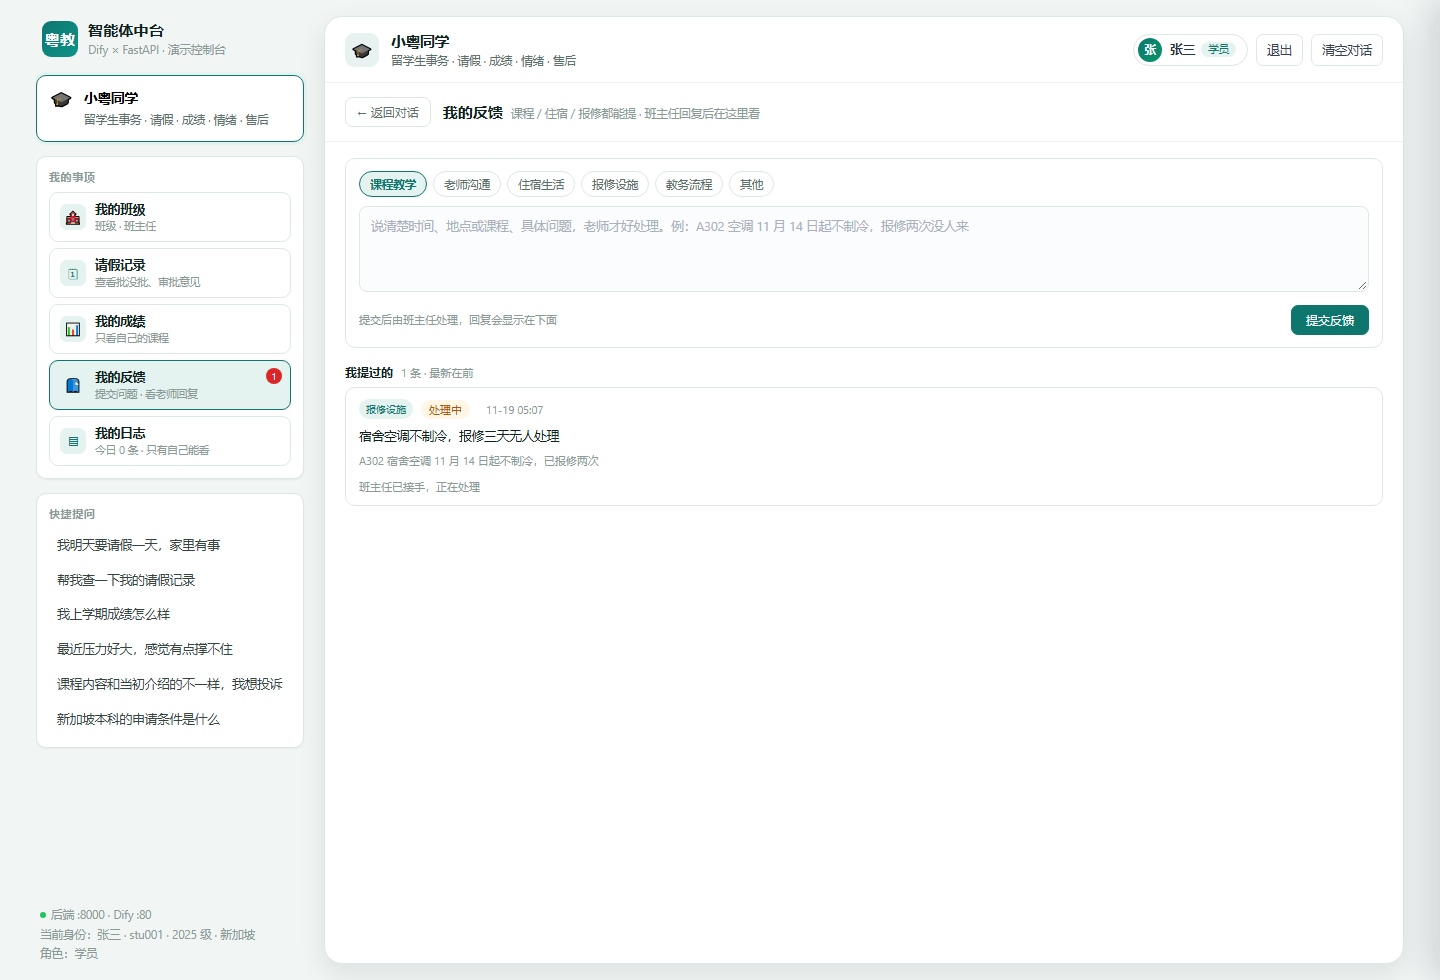 粤教
智能体中台
Dify × FastAPI · 演示控制台
小粤同学
留学生事务 · 请假 · 成绩 · 情绪 · 售后
我的事项
我的班级
班级 · 班主任
请假记录
查看批没批、审批意见
我的成绩
只看自己的课程
我的反馈
提交问题 · 看老师回复
1
我的日志
今日 0 条 · 只有自己能看
快捷提问
我明天要请假一天，家里有事
帮我查一下我的请假记录
我上学期成绩怎么样
最近压力好大，感觉有点撑不住
课程内容和当初介绍的不一样，我想投诉
新加坡本科的申请条件是什么
后端 :8000 · Dify :80
当前身份：张三 · stu001 · 2025 级 · 新加坡
角色：学员
小粤同学
留学生事务 · 请假 · 成绩 · 情绪 · 售后
张 张三 学员 退出 清空对话
← 返回对话 我的反馈 课程 / 住宿 / 报修都能提 · 班主任回复后在这里看
课程教学 老师沟通 住宿生活 报修设施 教务流程 其他
说清楚时间、地点或课程、具体问题，老师才好处理。例：A302 空调 11 月 14 日起不制冷，报修两次没人来
提交后由班主任处理，回复会显示在下面 提交反馈
我提过的 1 条 · 最新在前
报修设施 处理中 11-19 05:07
宿舍空调不制冷，报修三天无人处理
A302 宿舍空调 11 月 14 日起不制冷，已报修两次
班主任已接手，正在处理